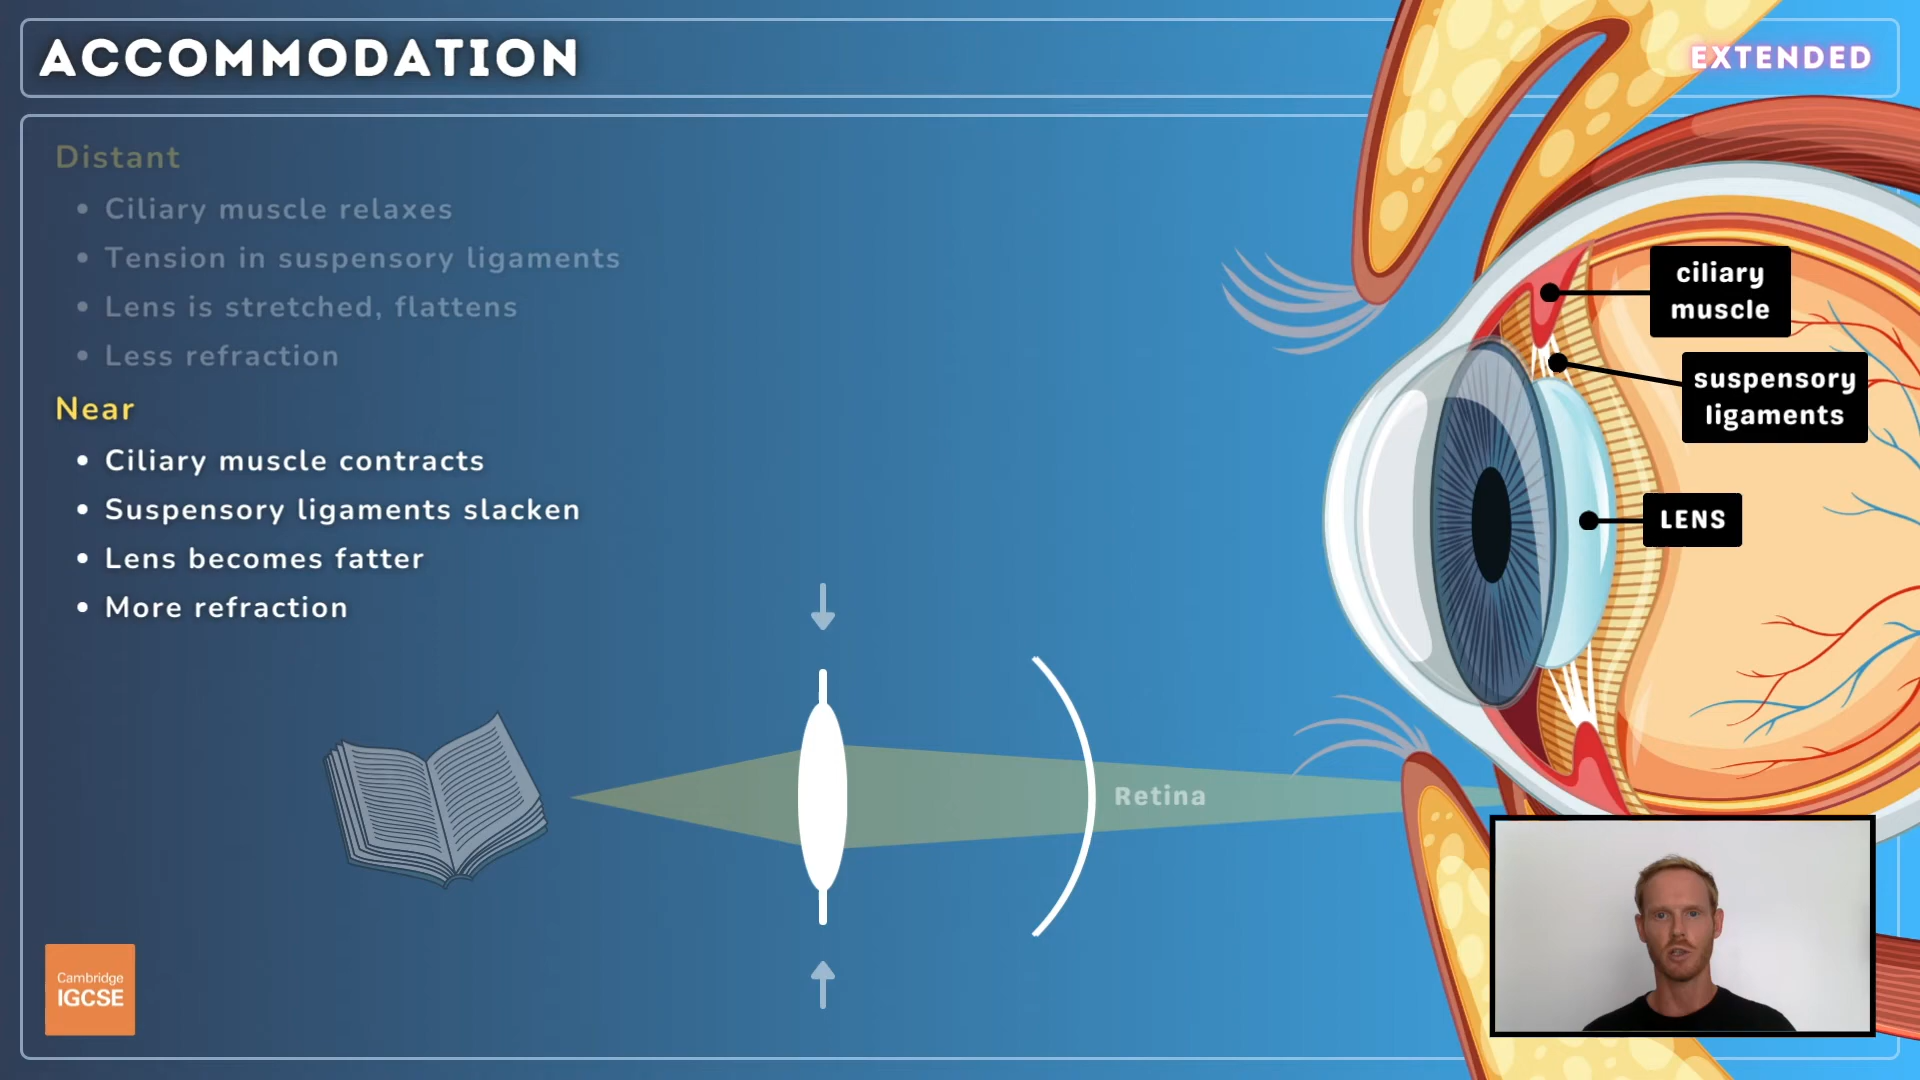 ACCOMMODATION
EXTENDED
Distant
• Ciliary muscle relaxes
• Tension in suspensory ligaments
• Lens is stretched, flattens
• Less refraction
Near
• Ciliary muscle contracts
• Suspensory ligaments slacken
• Lens becomes fatter
• More refraction
ciliary
muscle
suspensory
ligaments
LENS
Retina
Cambridge
IGCSE